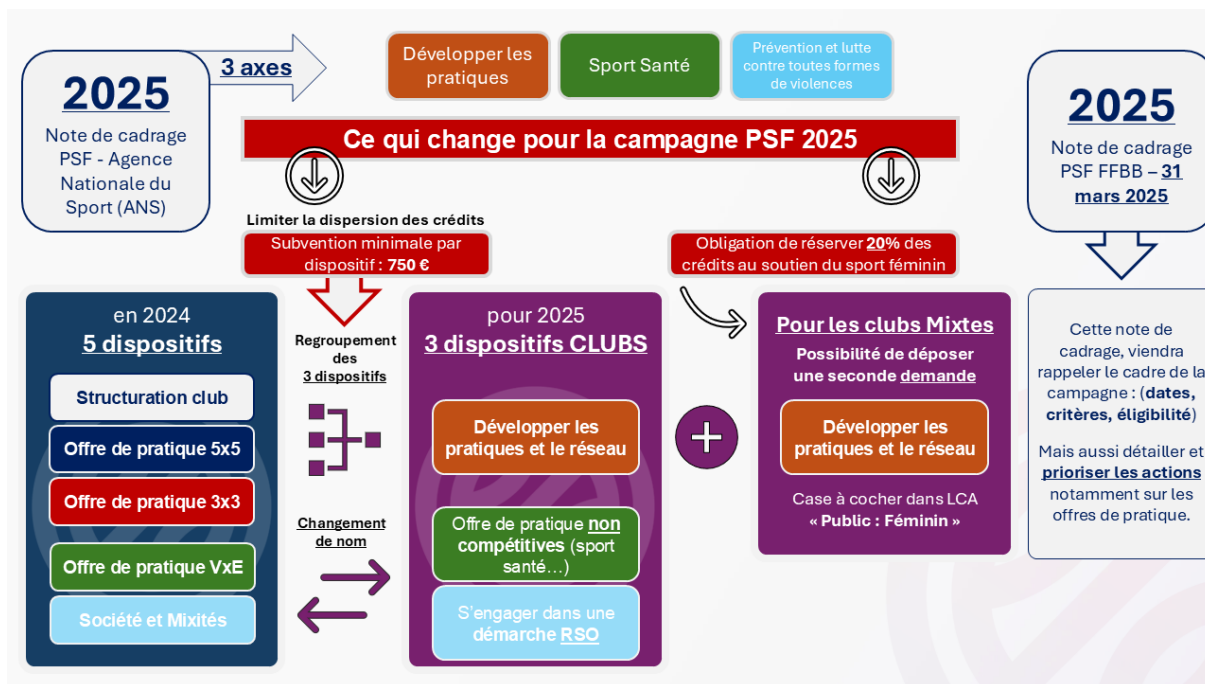 2025
Note de cadrage
PSF - Agence
Nationale du
Sport (ANS)
3 axes
Développer les
pratiques
Sport Santé
Prévention et lutte
contre toutes formes
de violences
2025
Note de cadrage
PSF FFBB – 31
mars 2025
Ce qui change pour la campagne PSF 2025
Limiter la dispersion des crédits
Subvention minimale par
dispositif : 750 €
Obligation de réserver 20% des
crédits au soutien du sport féminin
en 2024
5 dispositifs
Structuration club
Offre de pratique 5x5
Offre de pratique 3x3
Offre de pratique VxE
Société et Mixités
Regroupement
des
3 dispositifs
Changement
de nom
pour 2025
3 dispositifs CLUBS
Développer les
pratiques et le réseau
Offre de pratique non
compétitives (sport
santé…)
S’engager dans une
démarche RSO
Pour les clubs Mixtes
Possibilité de déposer
une seconde demande
Développer les
pratiques et le réseau
Case à cocher dans LCA
« Public : Féminin »
Cette note de
cadrage, viendra
rappeler le cadre de la
campagne : (dates,
critères, éligibilité)
Mais aussi détailler et
prioriser les actions
notamment sur les
offres de pratique.